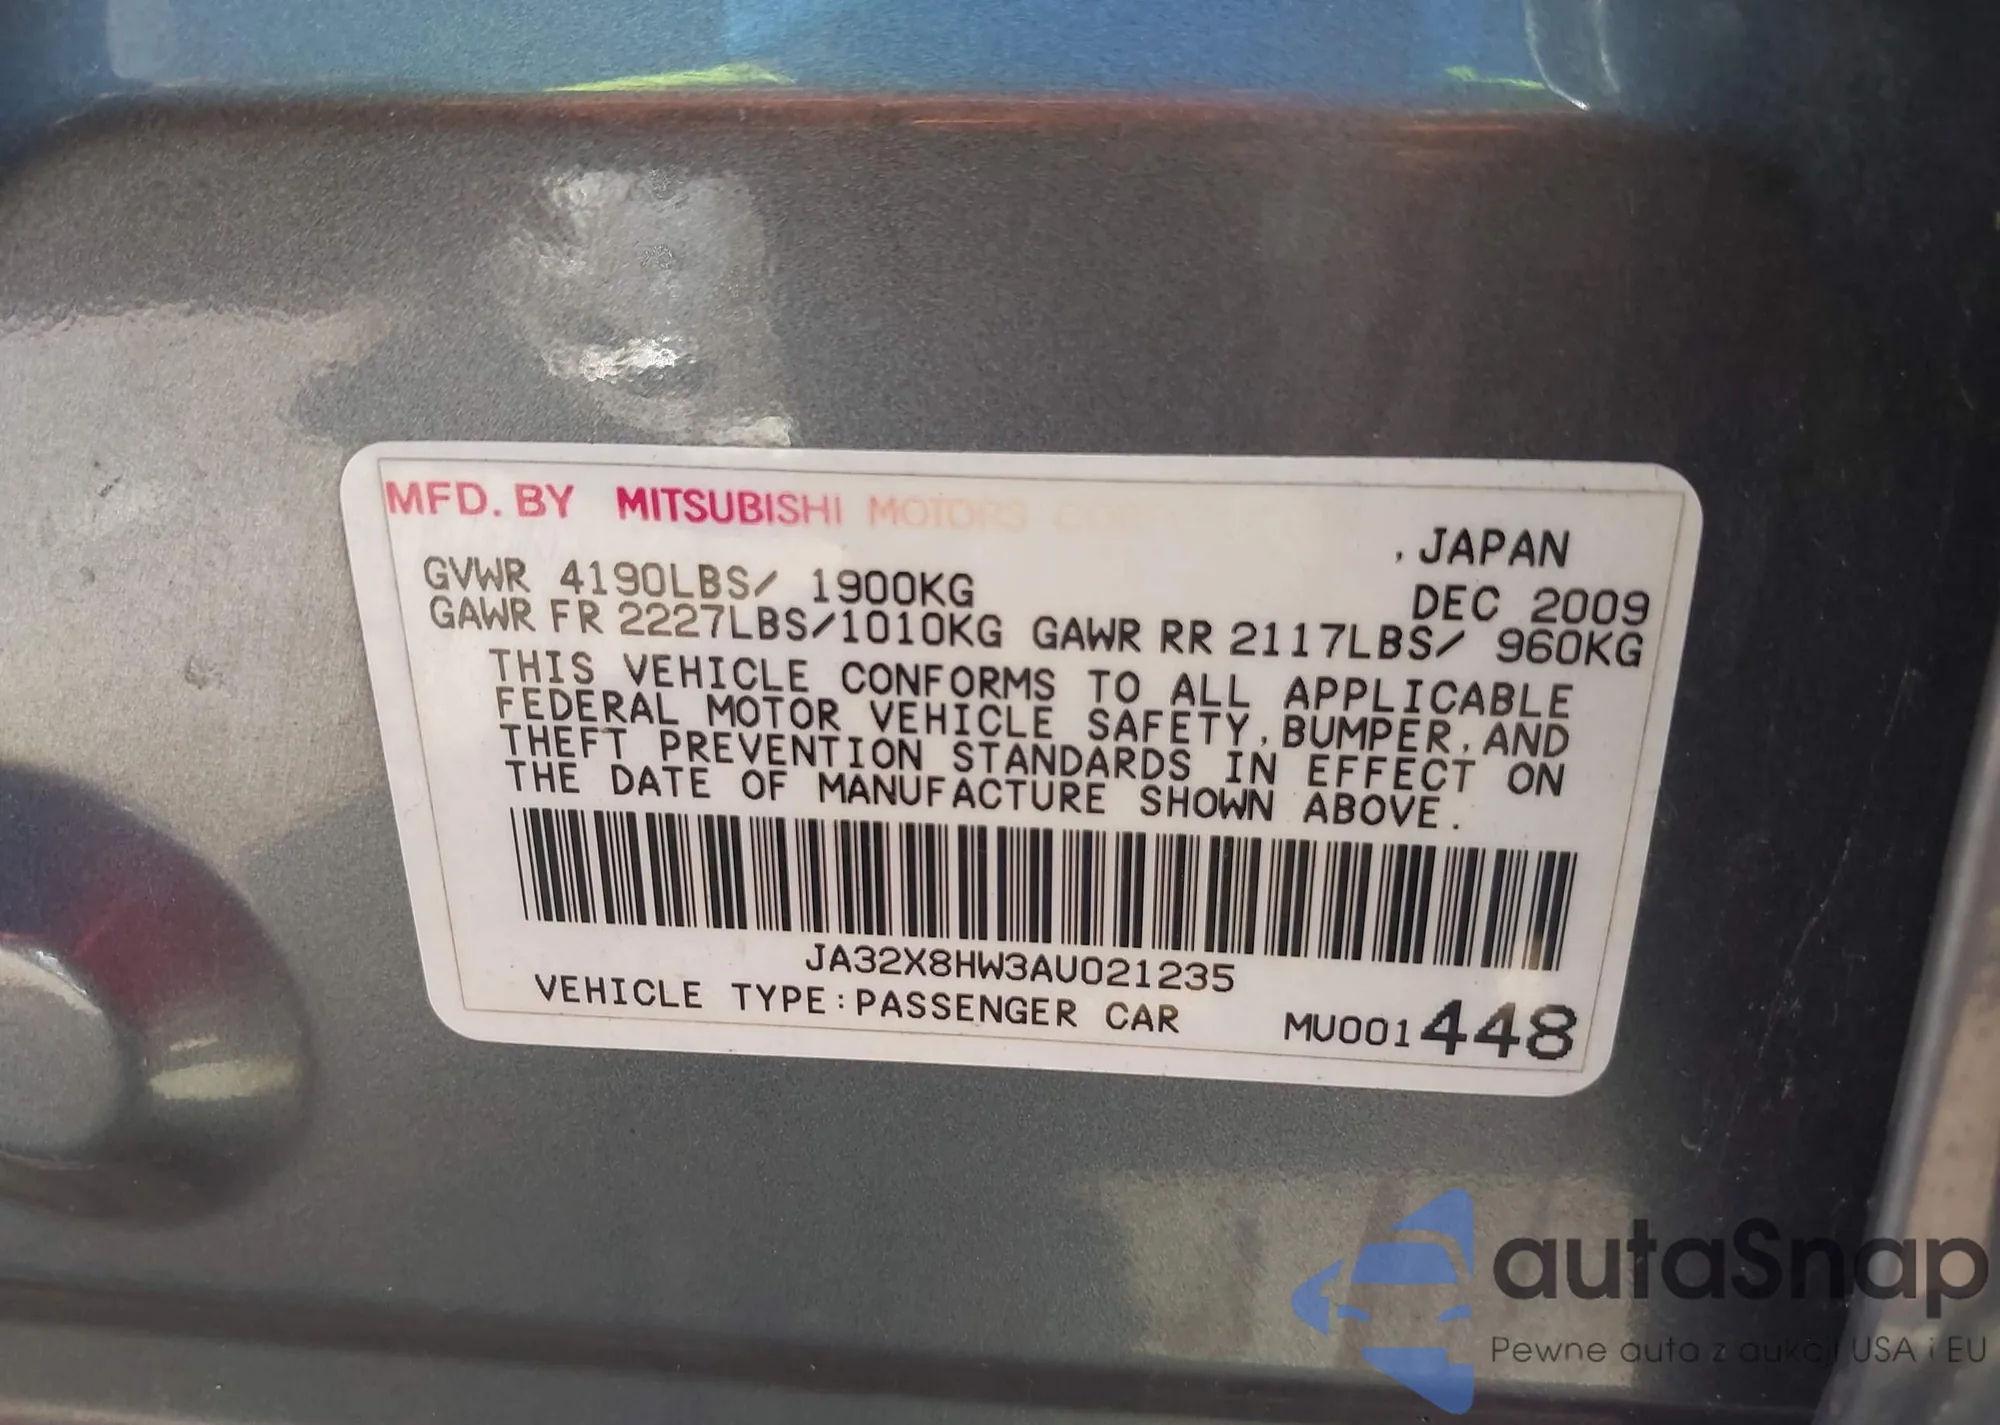 MFD. BY MITSUBISHI MOTORS
, JAPAN
GVWR 4190LBS/ 1900KG DEC 2009
GAWR FR 2227LBS/1010KG GAWR RR 2117LBS/ 960KG
THIS VEHICLE CONFORMS TO ALL APPLICABLE
FEDERAL MOTOR VEHICLE SAFETY, BUMPER, AND
THEFT PREVENTION STANDARDS IN EFFECT ON
THE DATE OF MANUFACTURE SHOWN ABOVE.
JA32X8HW3AU021235
VEHICLE TYPE:PASSENGER CAR MU001448
autaSnap
Pewne auta z aukcji USA i EU